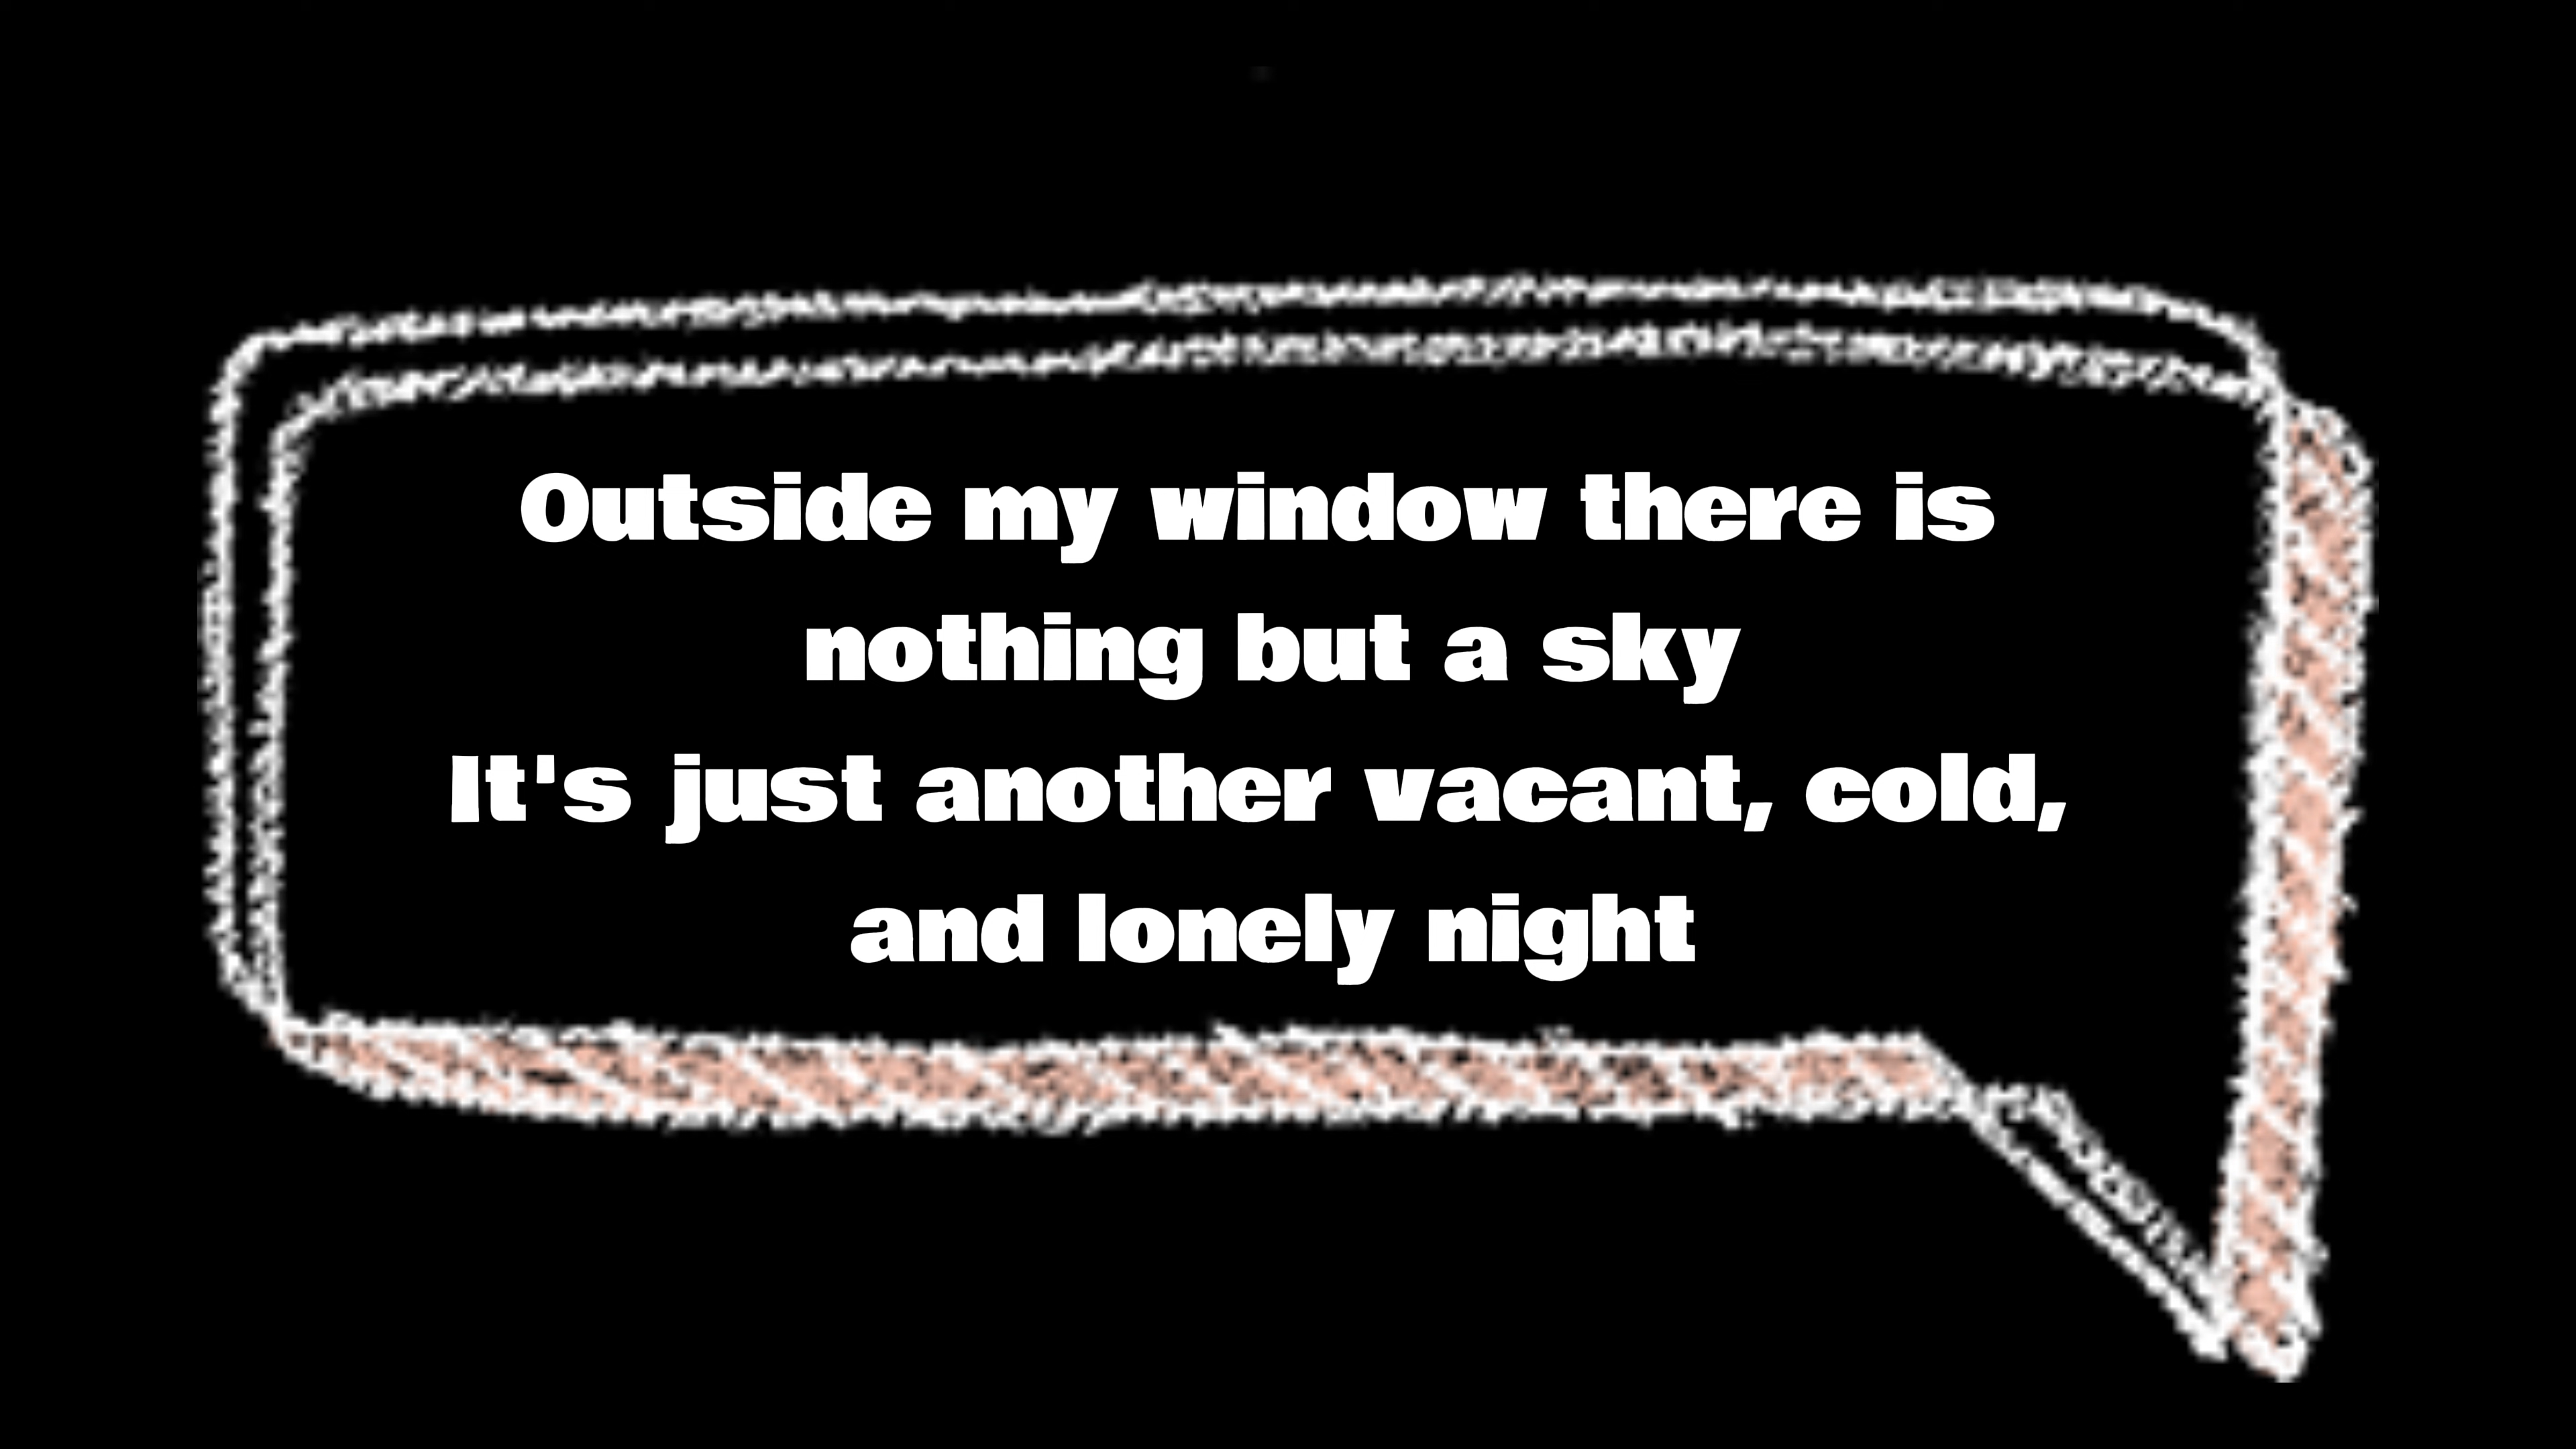 Outside my window there is
nothing but a sky
It's just another vacant, cold,
and lonely night